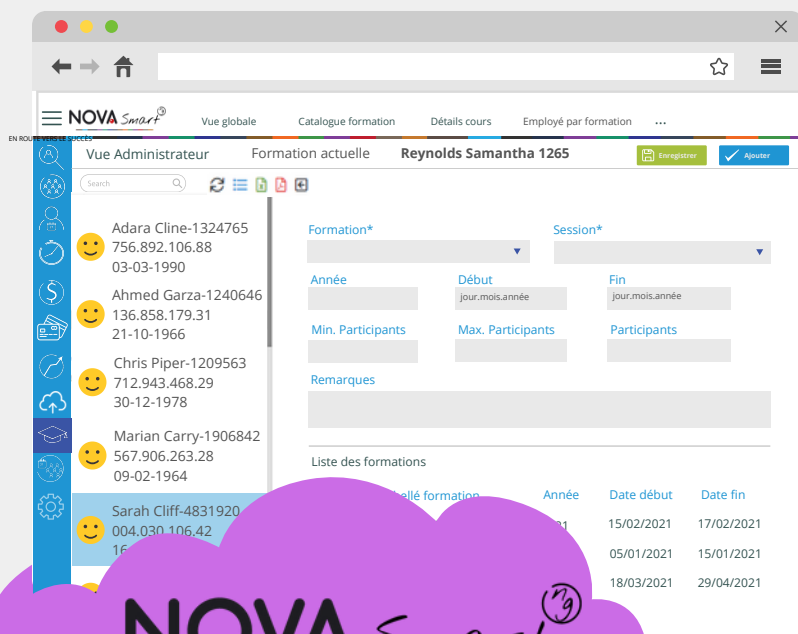 NOVA Smart
Vue globale
Catalogue formation
Détails cours
Employé par formation
...
EN ROUTE VERS LE SUCCÈS
Vue Administrateur
Formation actuelle
Reynolds Samantha 1265
Enregistrer
Ajouter
Search
Adara Cline-1324765
756.892.106.88
03-03-1990
Ahmed Garza-1240646
136.858.179.31
21-10-1966
Chris Piper-1209563
712.943.468.29
30-12-1978
Marian Carry-1906842
567.906.263.28
09-02-1964
Sarah Cliff-4831920
004.030.106.42
16
Formation*
Session*
Année
Début
Fin
jour.mois.année
jour.mois.année
Min. Participants
Max. Participants
Participants
Remarques
Liste des formations
formation
Année
Date début
Date fin
15/02/2021
17/02/2021
05/01/2021
15/01/2021
18/03/2021
29/04/2021
NOVA Smart